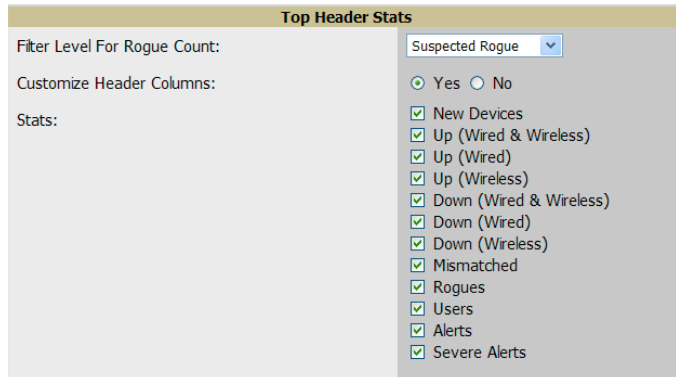 Top Header Stats
Filter Level For Rogue Count: Suspected Rogue
Customize Header Columns: Yes No
Stats: New Devices
Up (Wired & Wireless)
Up (Wired)
Up (Wireless)
Down (Wired & Wireless)
Down (Wired)
Down (Wireless)
Mismatched
Rogues
Users
Alerts
Severe Alerts